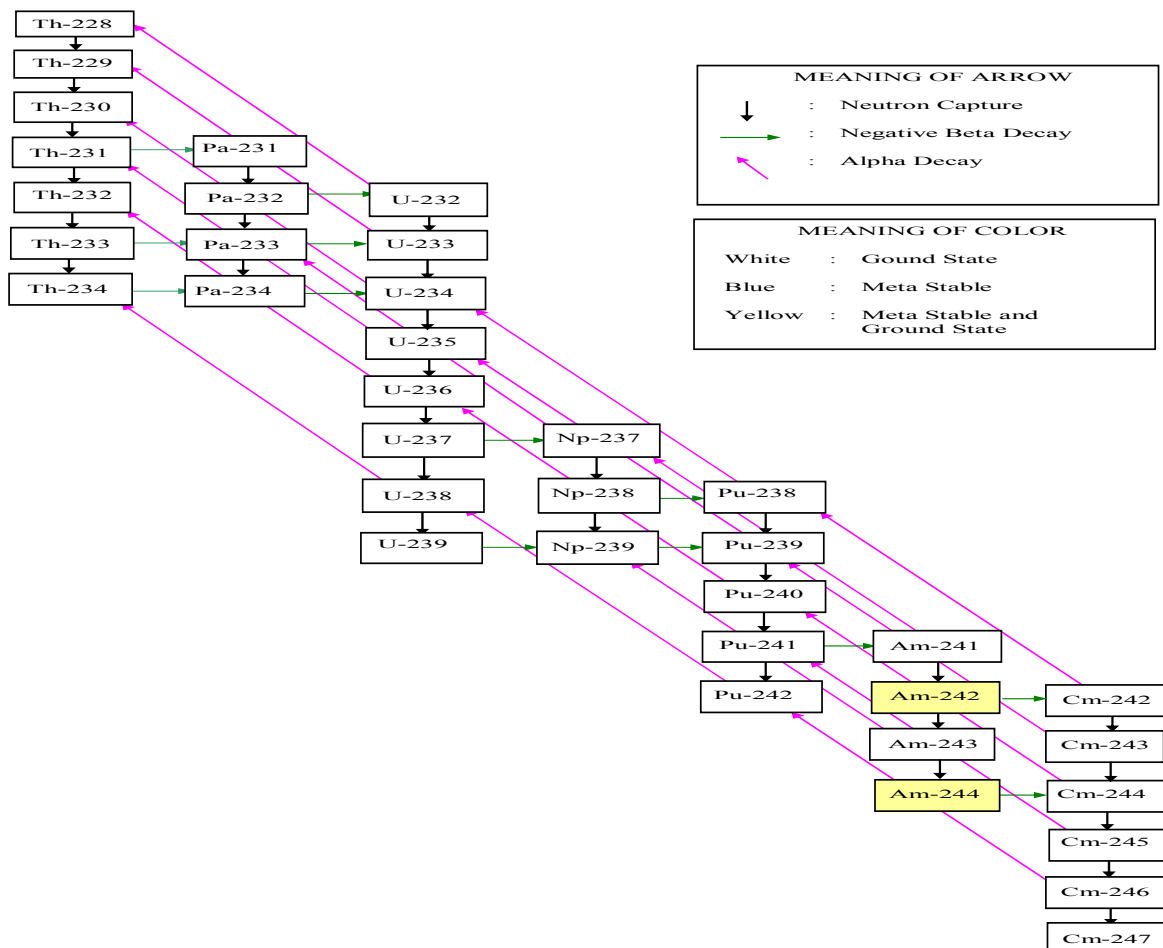 Th-228
Th-229
Th-230
Th-231
Th-232
Th-233
Th-234
Pa-231
Pa-232
Pa-233
Pa-234
U-232
U-233
U-234
U-235
U-236
U-237
U-238
U-239
Np-237
Np-238
Np-239
Pu-238
Pu-239
Pu-240
Pu-241
Pu-242
Am-241
Am-242
Am-243
Am-244
Cm-242
Cm-243
Cm-244
Cm-245
Cm-246
Cm-247
MEANING OF ARROW
: Neutron Capture
: Negative Beta Decay
: Alpha Decay
MEANING OF COLOR
White : Gound State
Blue : Meta Stable
Yellow : Meta Stable and
Ground State